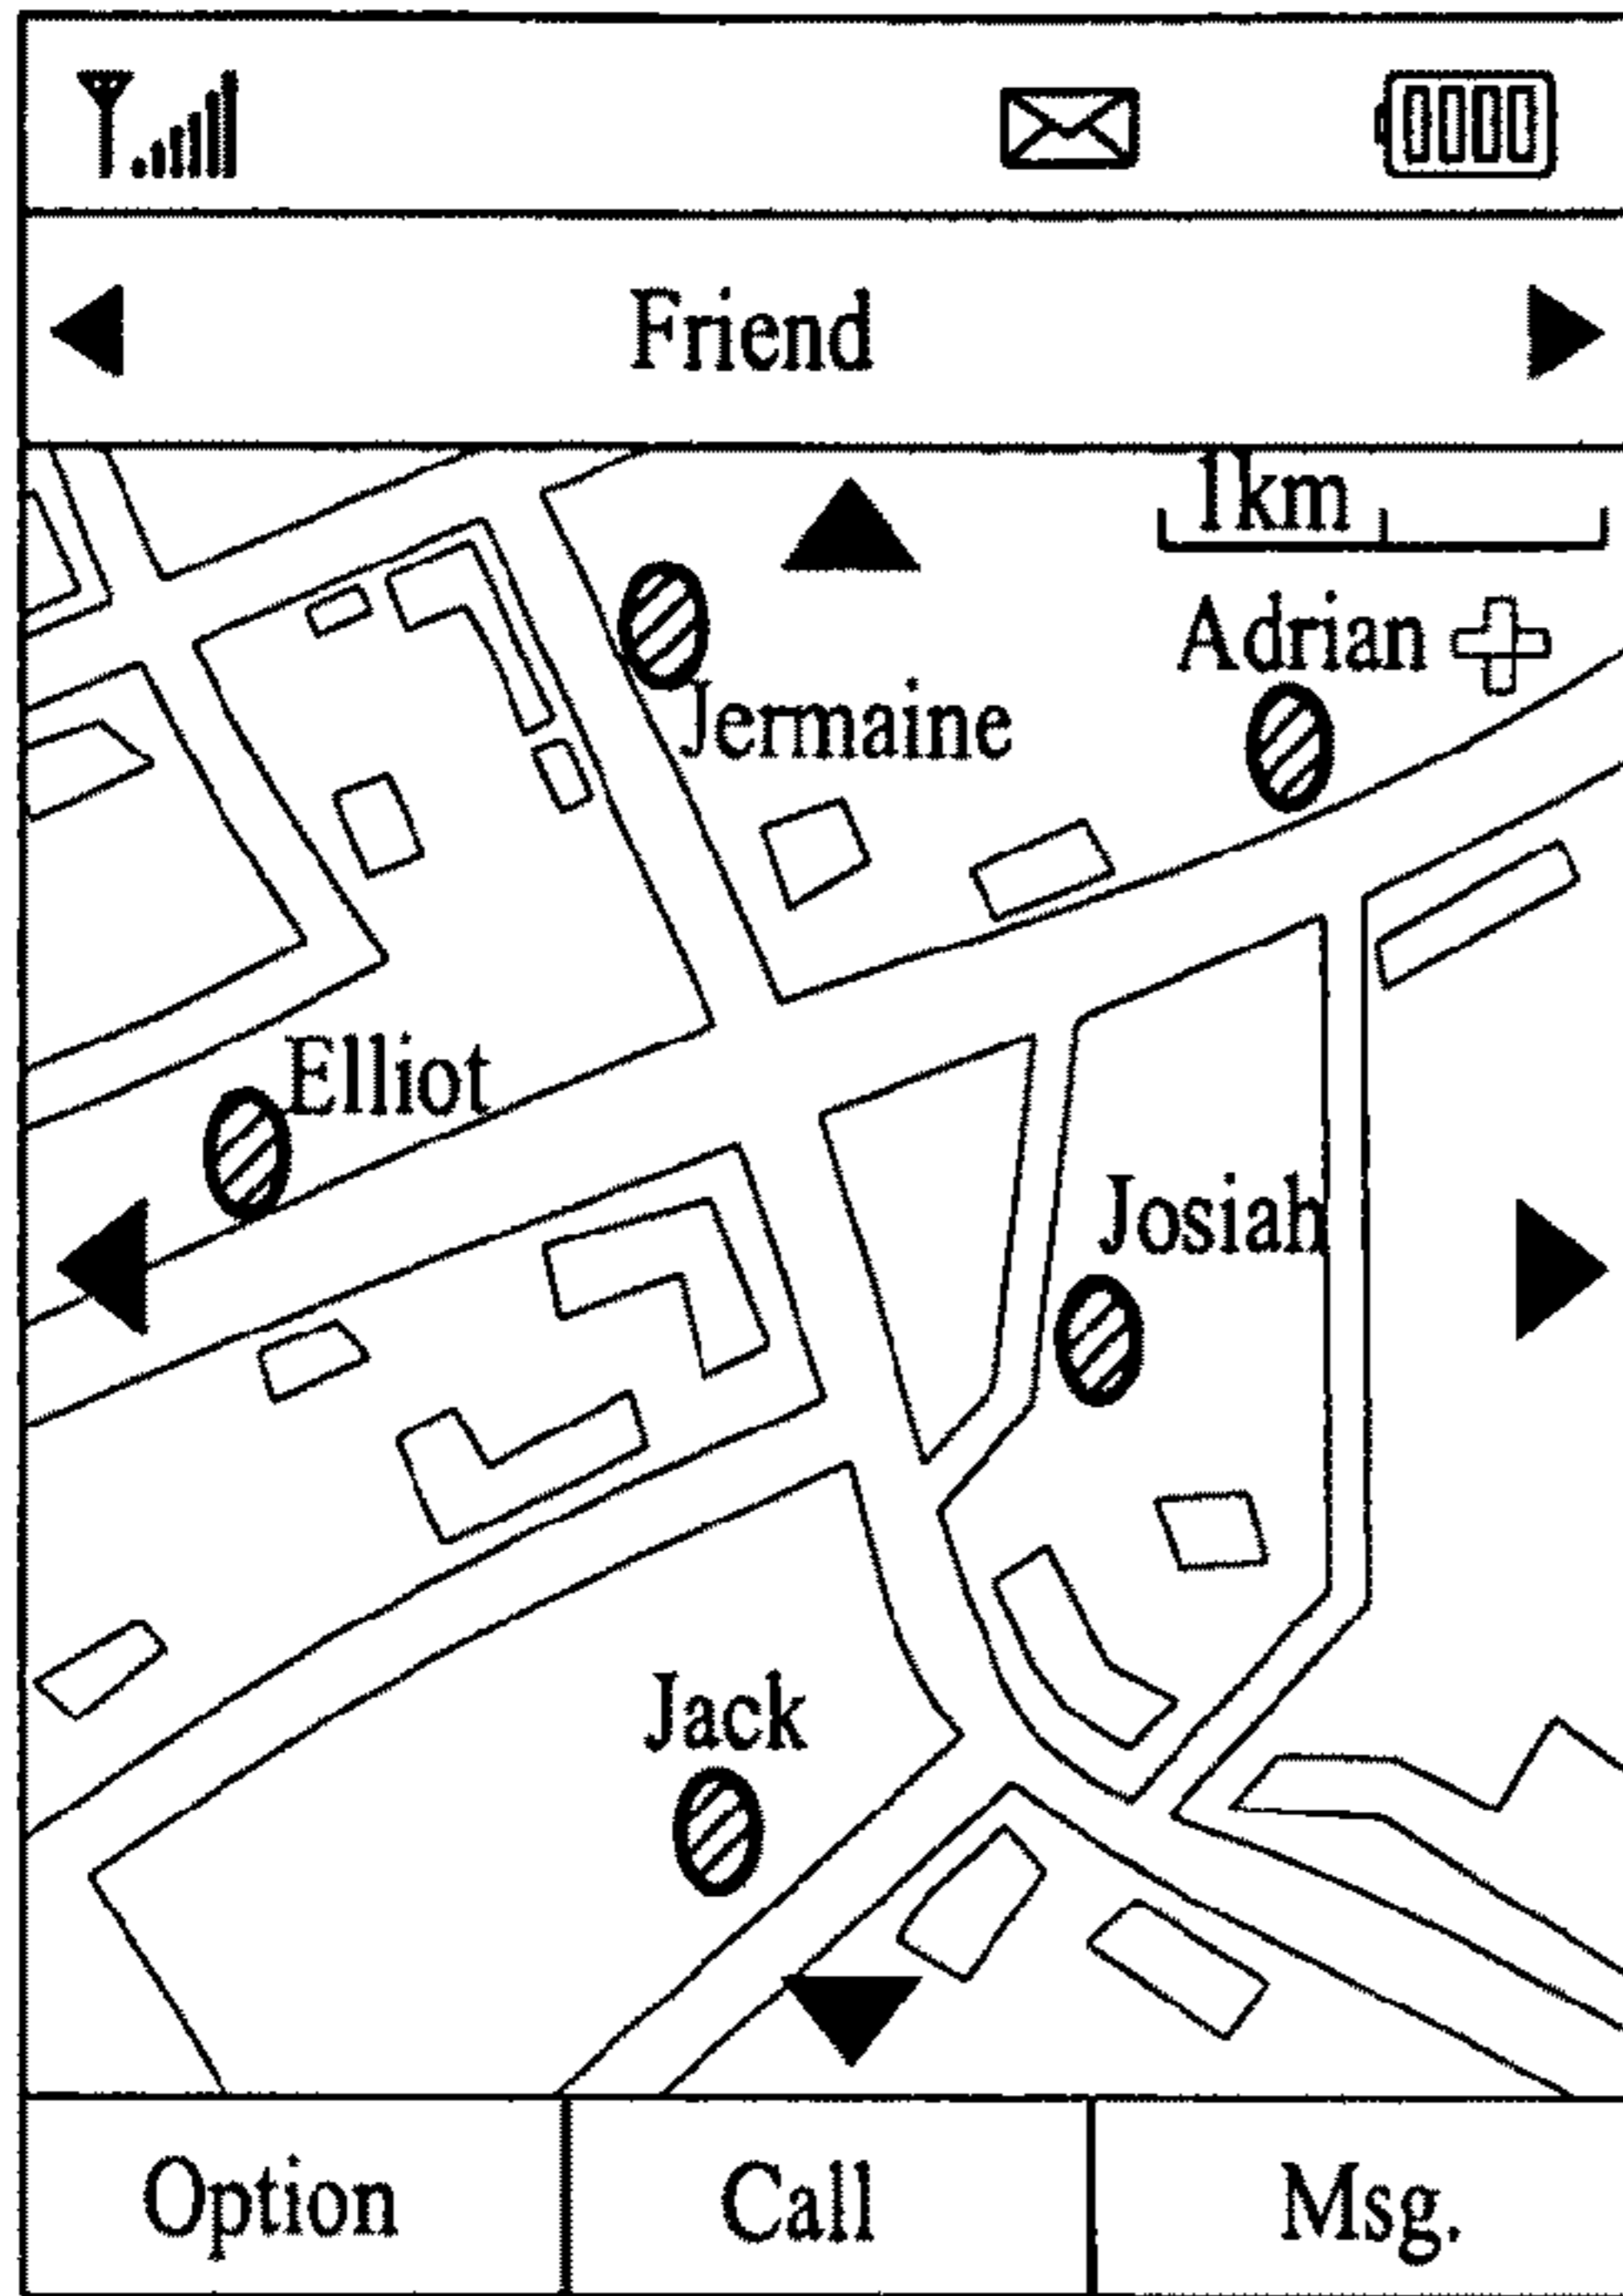 Friend
1km
Adrian
Jermaine
Elliot
Josiah
Jack
Option Call Msg.